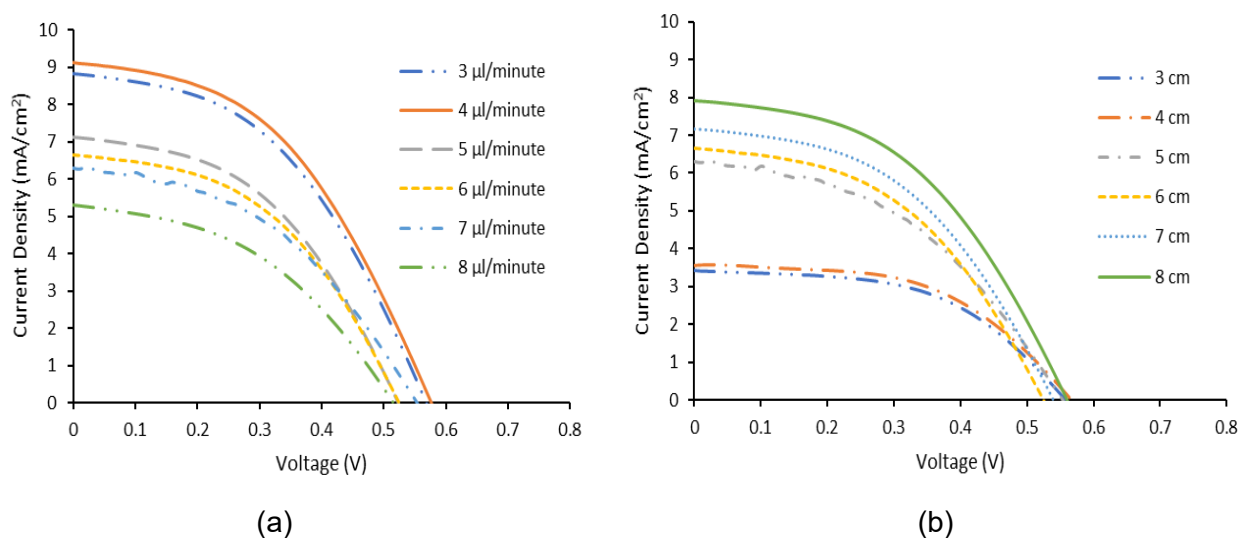 10
9
8
7
6
5
4
3
2
1
0
Current Density (mA/cm²)
0 0.1 0.2 0.3 0.4 0.5 0.6 0.7 0.8
Voltage (V)
3 µl/minute
4 µl/minute
5 µl/minute
6 µl/minute
7 µl/minute
8 µl/minute
(a)
10
9
8
7
6
5
4
3
2
1
0
Current Density (mA/cm²)
0 0.1 0.2 0.3 0.4 0.5 0.6 0.7 0.8
Voltage (V)
3 cm
4 cm
5 cm
6 cm
7 cm
8 cm
(b)